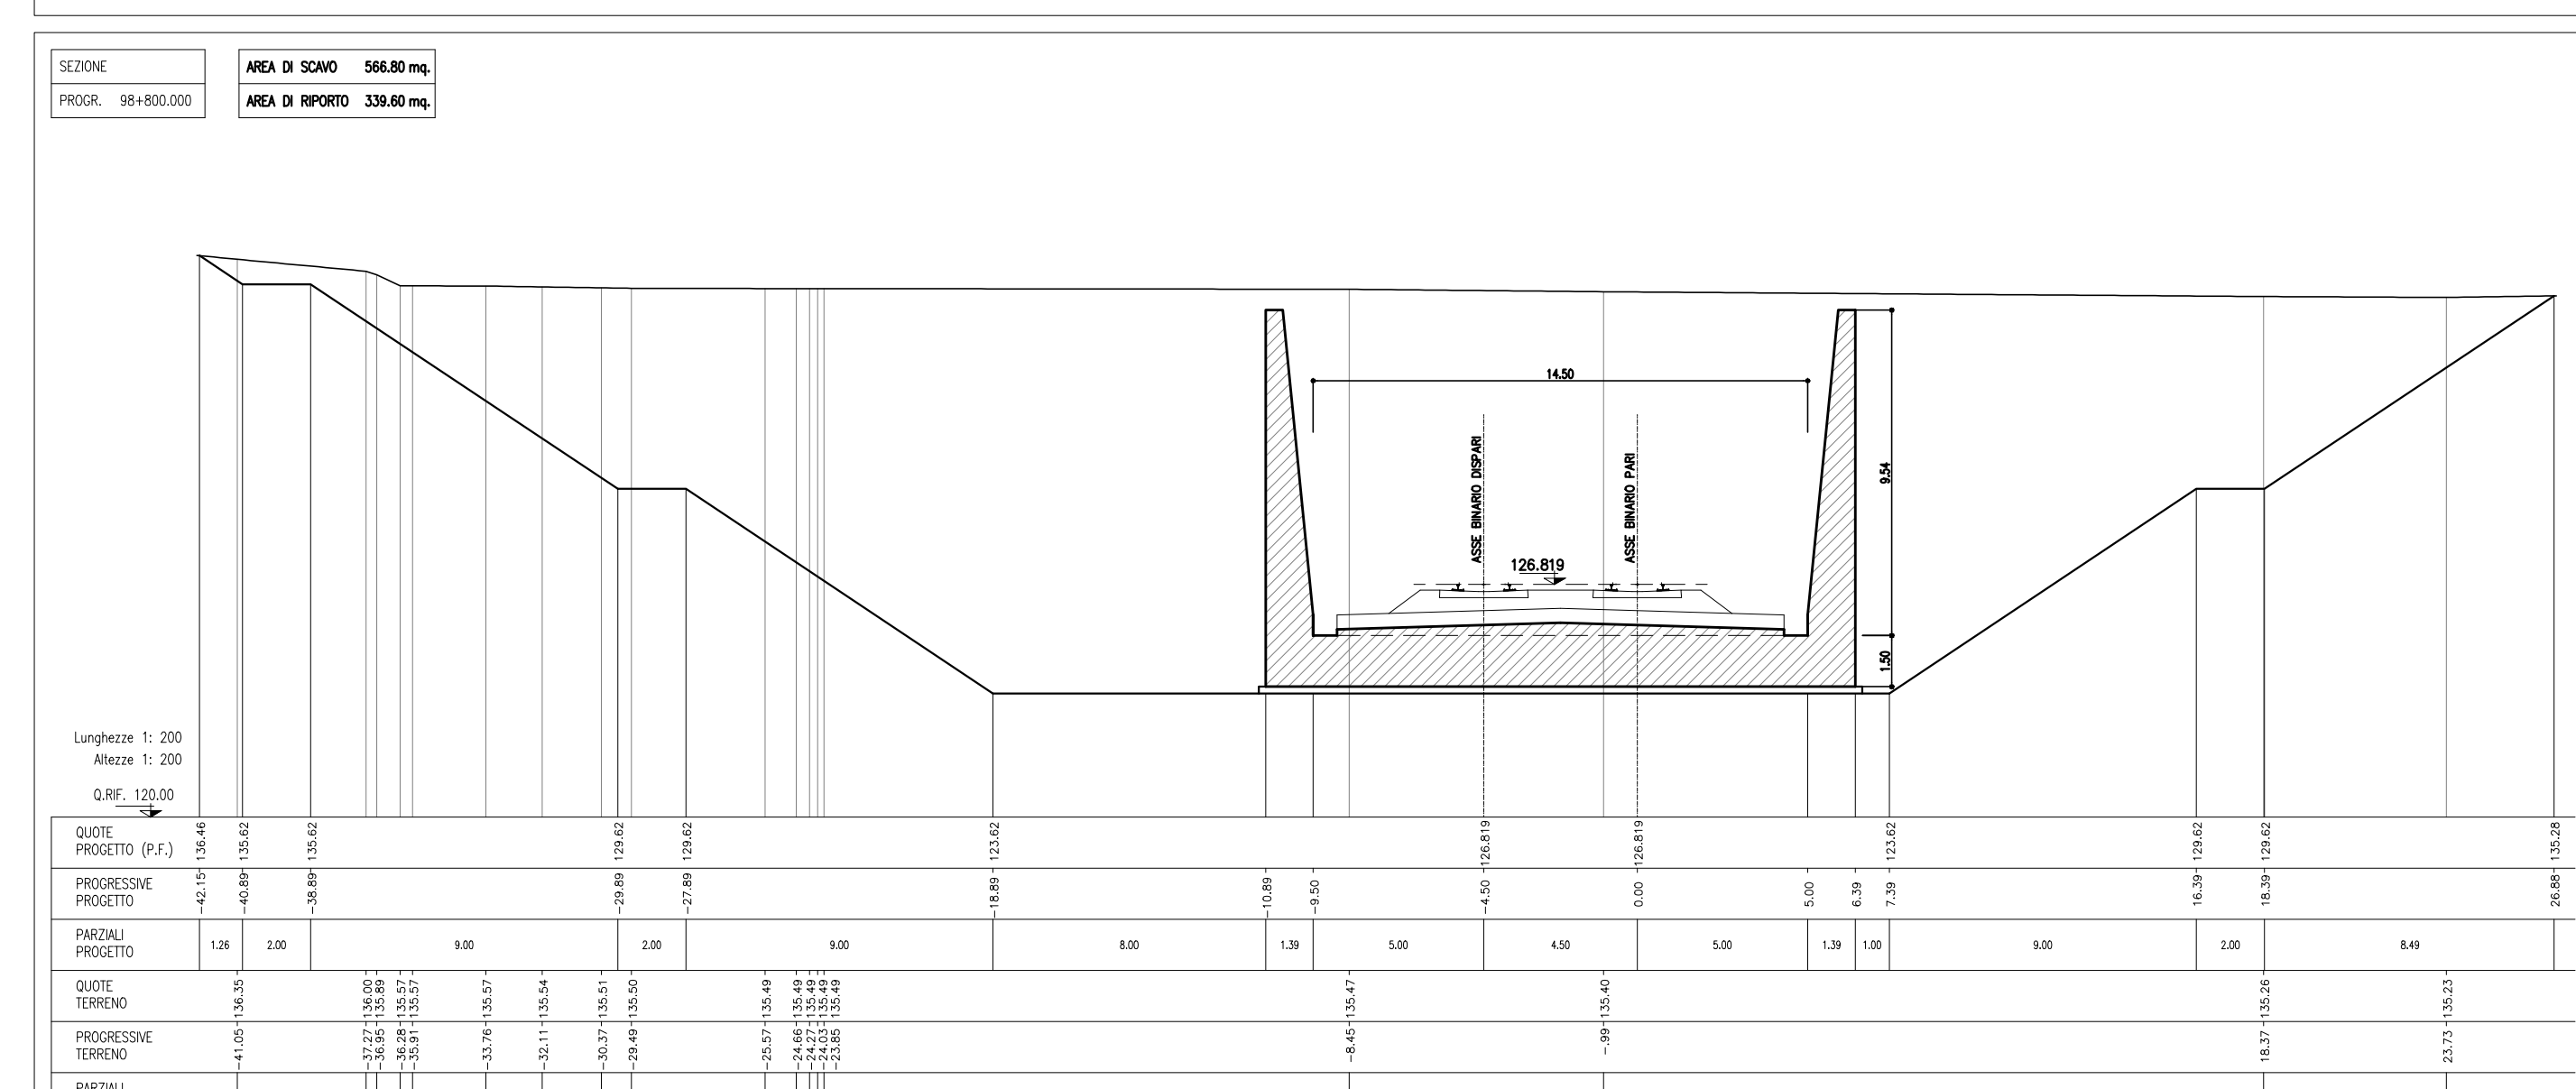 SEZIONE
PROGR. 98+800.000
AREA DI SCAVO 566.80 mq.
AREA DI RIPORTO 339.60 mq.
14.50
ASSE BINARIO DISPARI
ASSE BINARIO PARI
126.819
9.54
1.50
Lunghezze 1: 200
Altezze 1: 200
Q.RIF. 120.00
QUOTE
PROGETTO (P.F.)
136.46 135.62 135.62 129.62 129.62 123.62 126.819 126.819 123.62 129.62 129.62 135.28
PROGRESSIVE
PROGETTO
-42.15 -40.89 -38.89 -29.89 -27.89 -18.89 -10.89 -9.50 -4.50 0.00 5.00 6.39 7.39 16.39 18.39 26.88
PARZIALI
PROGETTO
1.26 2.00 9.00 2.00 9.00 8.00 1.39 5.00 4.50 5.00 1.39 1.00 9.00 2.00 8.49
QUOTE
TERRENO
136.35 136.00 135.89 135.57 135.57 135.57 135.54 135.51 135.50 135.49 135.49 135.49 135.49 135.49 135.47 135.40 135.26 135.23
PROGRESSIVE
TERRENO
-41.05 -37.27 -36.95 -36.28 -35.91 -33.76 -32.11 -30.37 -29.49 -25.57 -24.66 -24.27 -24.03 -23.85 -8.45 -.99 18.37 23.73
PARZIALI